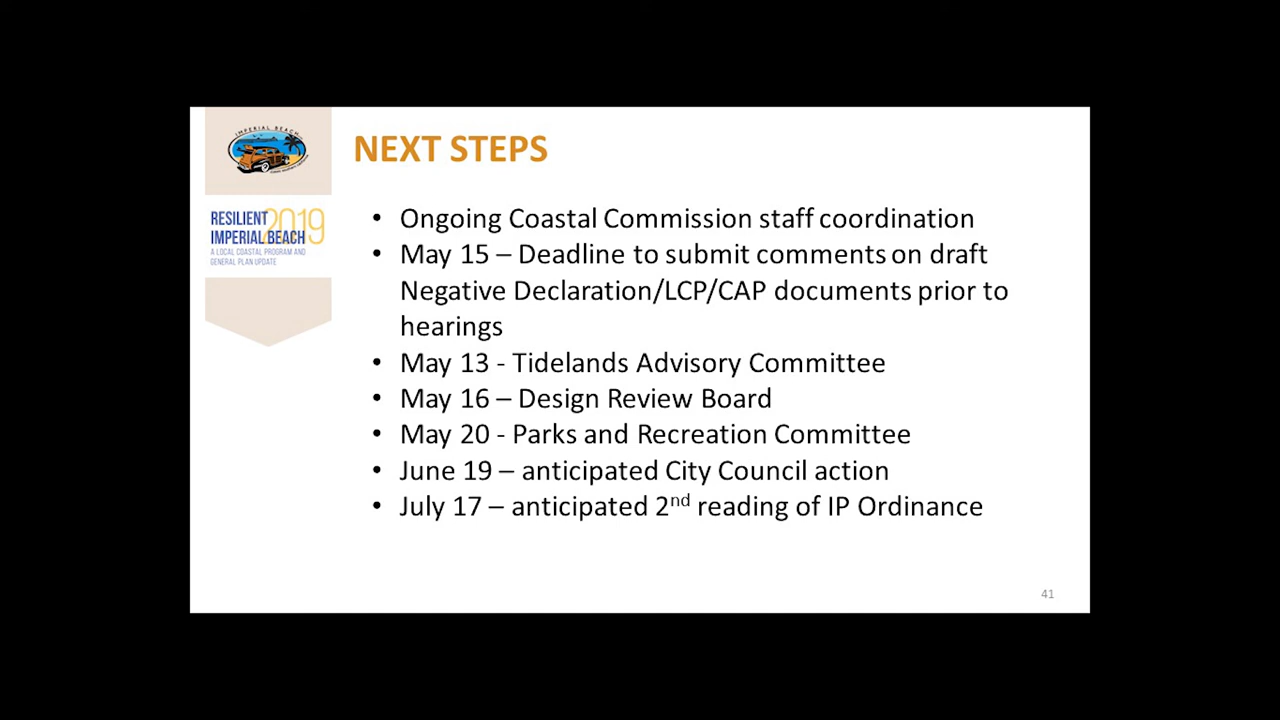 IMPERIAL BEACH
NEXT STEPS
RESILIENT 2019
IMPERIAL BEACH
A LOCAL COASTAL PROGRAM AND
GENERAL PLAN UPDATE
• Ongoing Coastal Commission staff coordination
• May 15 – Deadline to submit comments on draft
Negative Declaration/LCP/CAP documents prior to
hearings
• May 13 - Tidelands Advisory Committee
• May 16 – Design Review Board
• May 20 - Parks and Recreation Committee
• June 19 – anticipated City Council action
• July 17 – anticipated 2nd reading of IP Ordinance
41